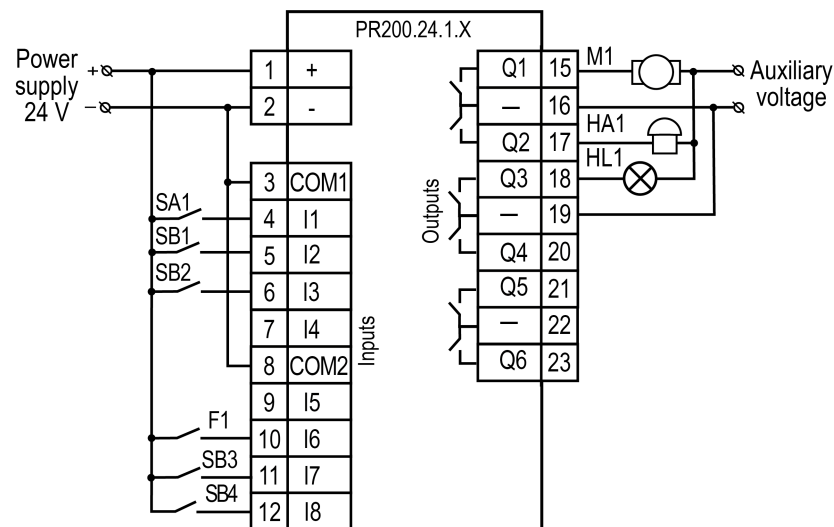 PR200.24.1.X
Power
supply
24 V
+
–
1 +
2 -
3 COM1
SA1 4 I1
SB1 5 I2
SB2 6 I3
7 I4
8 COM2
9 I5
F1 10 I6
SB3 11 I7
SB4 12 I8
Inputs
Outputs
Q1 15 M1
– 16
Q2 17 HA1
Q3 18 HL1
– 19
Q4 20
Q5 21
– 22
Q6 23
Auxiliary
voltage